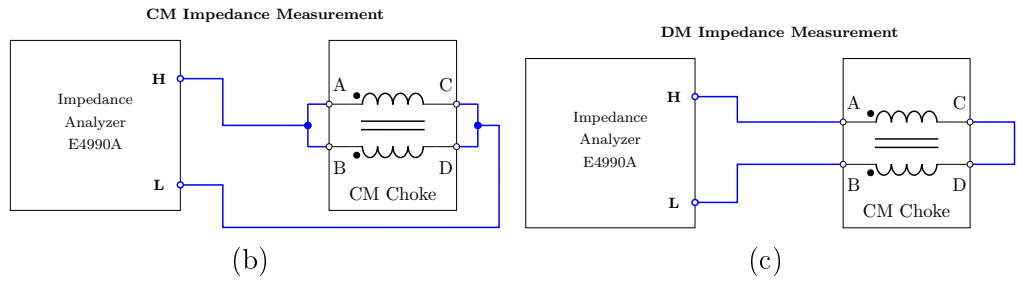 CM Impedance Measurement
H
A
C
Impedance
Analyzer
E4990A
B
D
L
CM Choke
(b)
DM Impedance Measurement
H
A
C
Impedance
Analyzer
E4990A
B
D
L
CM Choke
(c)